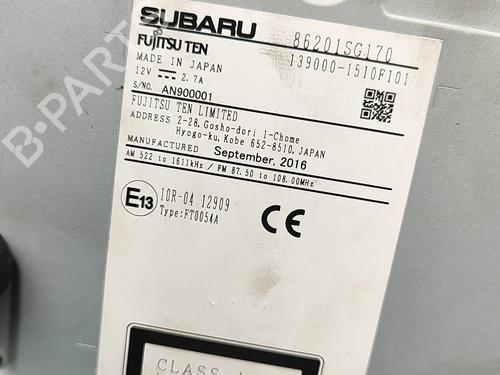 SUBARU 86201SG170
FUJITSU TEN 139000-1510F101
MADE IN JAPAN
12V 2.7A
S/NO. AN900001
FUJITSU TEN LIMITED
ADDRESS 2-28, Gosho-dori 1-Chome
Hyogo-ku, Kobe 652-8510, JAPAN
MANUFACTURED September, 2016
AM 522 to 1611kHz / FM 87.50 to 108.00MHz
E13 10R-04 12909
Type:FT0054A
CE
CLASS
B-PARTS